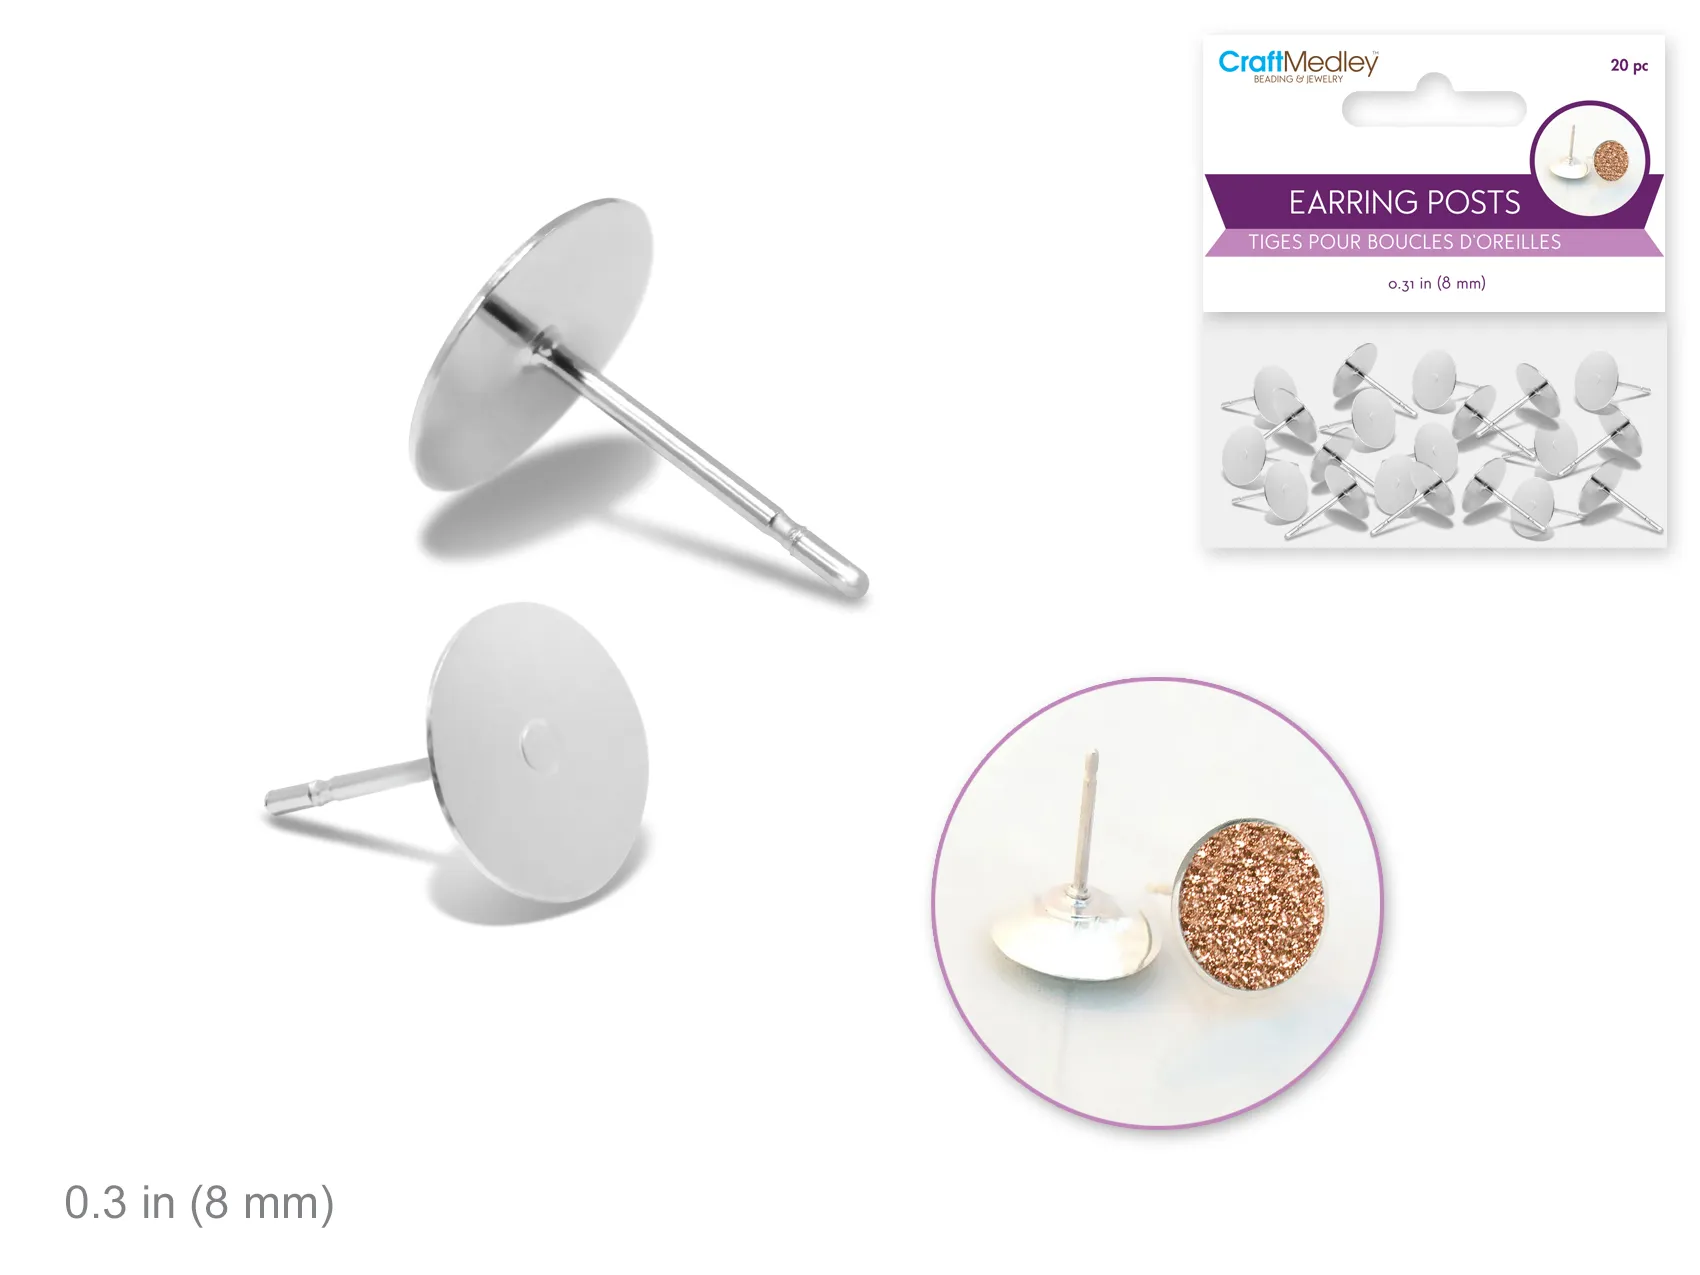 CraftMedley™
BEADING & JEWELRY
20 pc
EARRING POSTS
TIGES POUR BOUCLES D'OREILLES
0.31 in (8 mm)
0.3 in (8 mm)